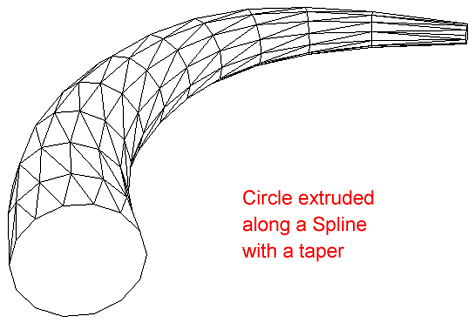 Circle extruded
along a Spline
with a taper